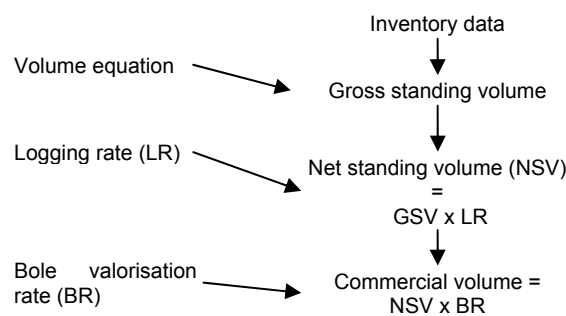 Inventory data
Volume equation
Gross standing volume
Logging rate (LR)
Net standing volume (NSV)
=
GSV x LR
Bole valorisation
rate (BR)
Commercial volume =
NSV x BR